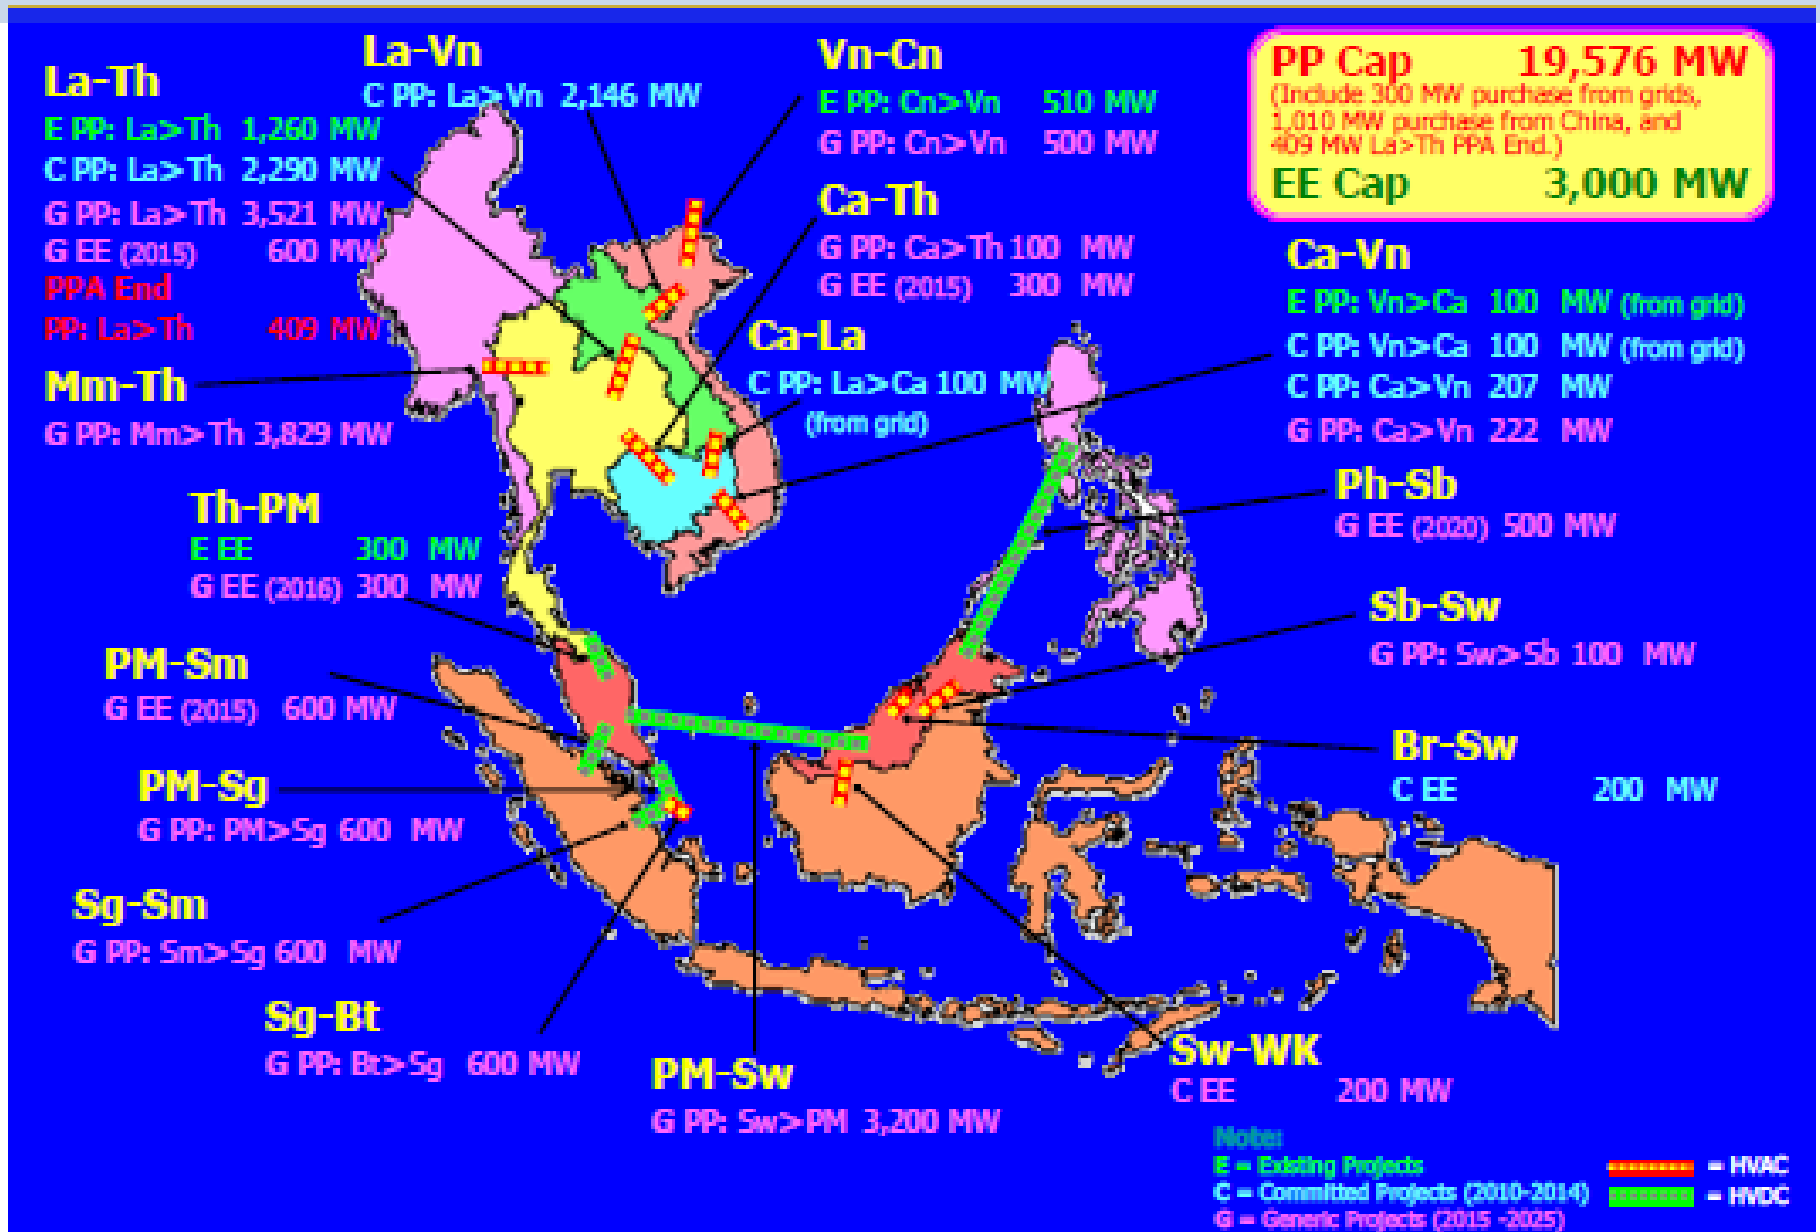 La-Vn
C PP: La>Vn 2,146 MW
Vn-Cn
E PP: Cn>Vn 510 MW
G PP: Cn>Vn 500 MW
PP Cap 19,576 MW
(Include 300 MW purchase from grids,
1,010 MW purchase from China, and
409 MW La>Th PPA End.)
EE Cap 3,000 MW
La-Th
E PP: La>Th 1,260 MW
C PP: La>Th 2,290 MW
G PP: La>Th 3,521 MW
G EE (2015) 600 MW
PPA End
PP: La>Th 409 MW
Ca-Th
G PP: Ca>Th 100 MW
G EE (2015) 300 MW
Ca-Vn
E PP: Vn>Ca 100 MW (from grid)
C PP: Vn>Ca 100 MW (from grid)
C PP: Ca>Vn 207 MW
G PP: Ca>Vn 222 MW
Ca-La
C PP: La>Ca 100 MW
(from grid)
Mm-Th
G PP: Mm>Th 3,829 MW
Ph-Sb
G EE (2020) 500 MW
Th-PM
E EE 300 MW
G EE (2016) 300 MW
Sb-Sw
G PP: Sw>Sb 100 MW
PM-Sm
G EE (2015) 600 MW
Br-Sw
C EE 200 MW
PM-Sg
G PP: PM>Sg 600 MW
Sg-Sm
G PP: Sm>Sg 600 MW
Sg-Bt
G PP: Bt>Sg 600 MW
PM-Sw
G PP: Sw>PM 3,200 MW
Sw-WK
C EE 200 MW
Note:
E = Existing Projects
C = Committed Projects (2010-2014)
G = Generic Projects (2015 -2025)
= HVAC
= HVDC